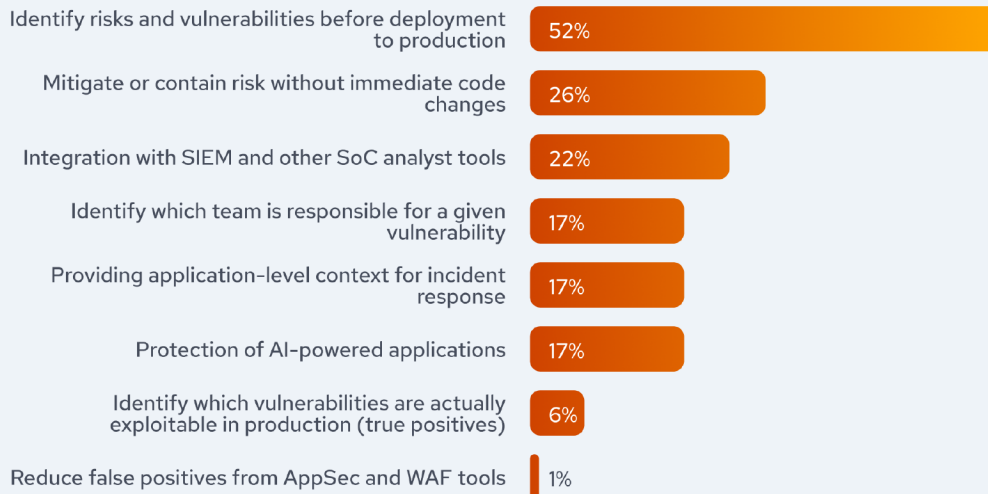 Identify risks and vulnerabilities before deployment
to production
52%
Mitigate or contain risk without immediate code
changes
26%
Integration with SIEM and other SoC analyst tools
22%
Identify which team is responsible for a given
vulnerability
17%
Providing application-level context for incident
response
17%
Protection of AI-powered applications
17%
Identify which vulnerabilities are actually
exploitable in production (true positives)
6%
Reduce false positives from AppSec and WAF tools
1%